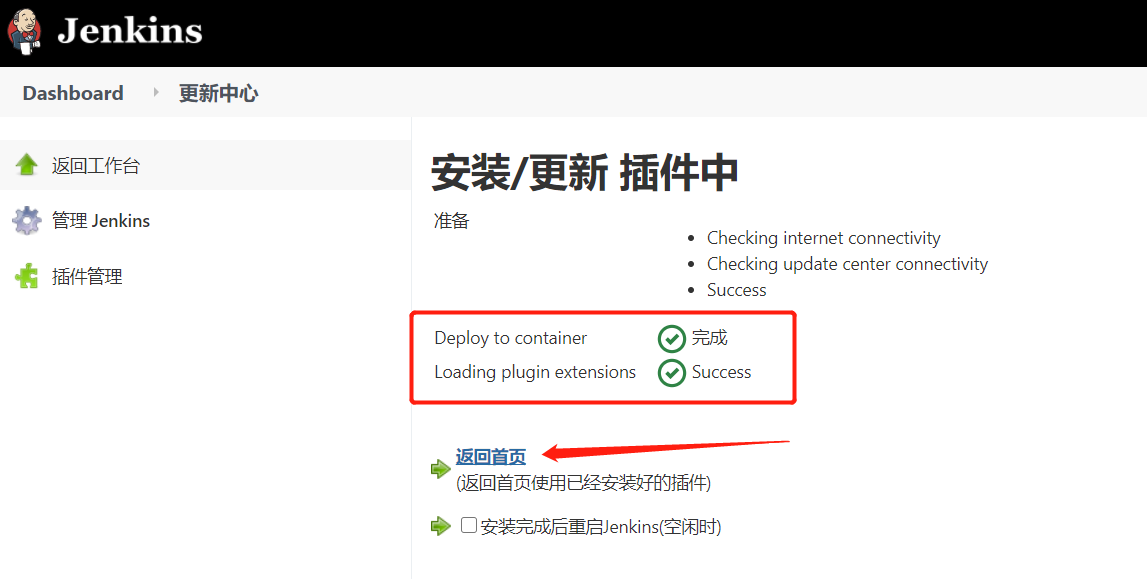 Jenkins
Dashboard
更新中心
返回工作台
管理 Jenkins
插件管理
安装/更新 插件中
准备
Checking internet connectivity
Checking update center connectivity
Success
Deploy to container 完成
Loading plugin extensions Success
返回首页
(返回首页使用已经安装好的插件)
安装完成后重启Jenkins(空闲时)